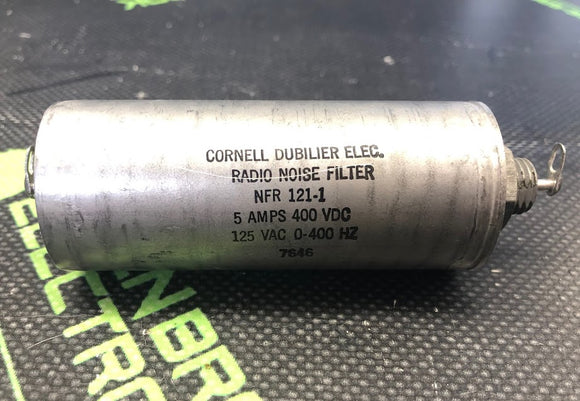 CORNELL DUBILIER ELEC.
RADIO NOISE FILTER
NFR 121-1
5 AMPS 400 VDC
125 VAC 0-400 HZ
7646